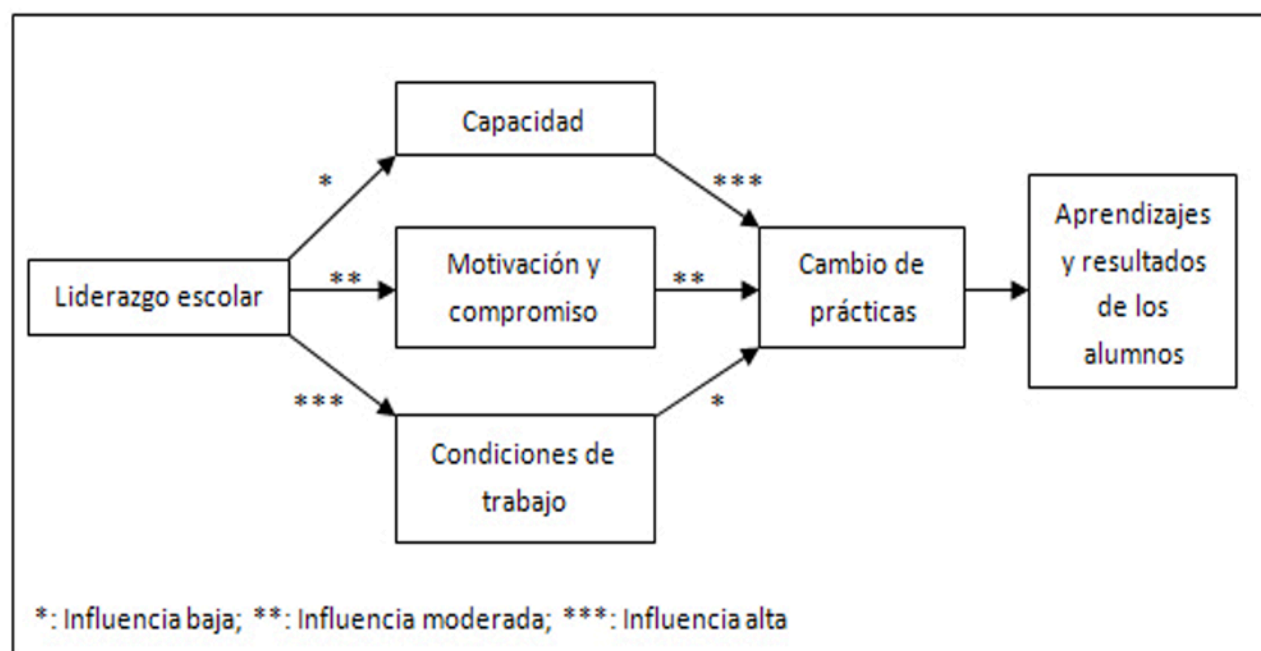 Capacidad
*
***
Aprendizajes
y resultados
de los
alumnos
Liderazgo escolar
**
Motivación y
compromiso
**
Cambio de
prácticas
***
Condiciones de
trabajo
*
*: Influencia baja; **: Influencia moderada; ***: Influencia alta